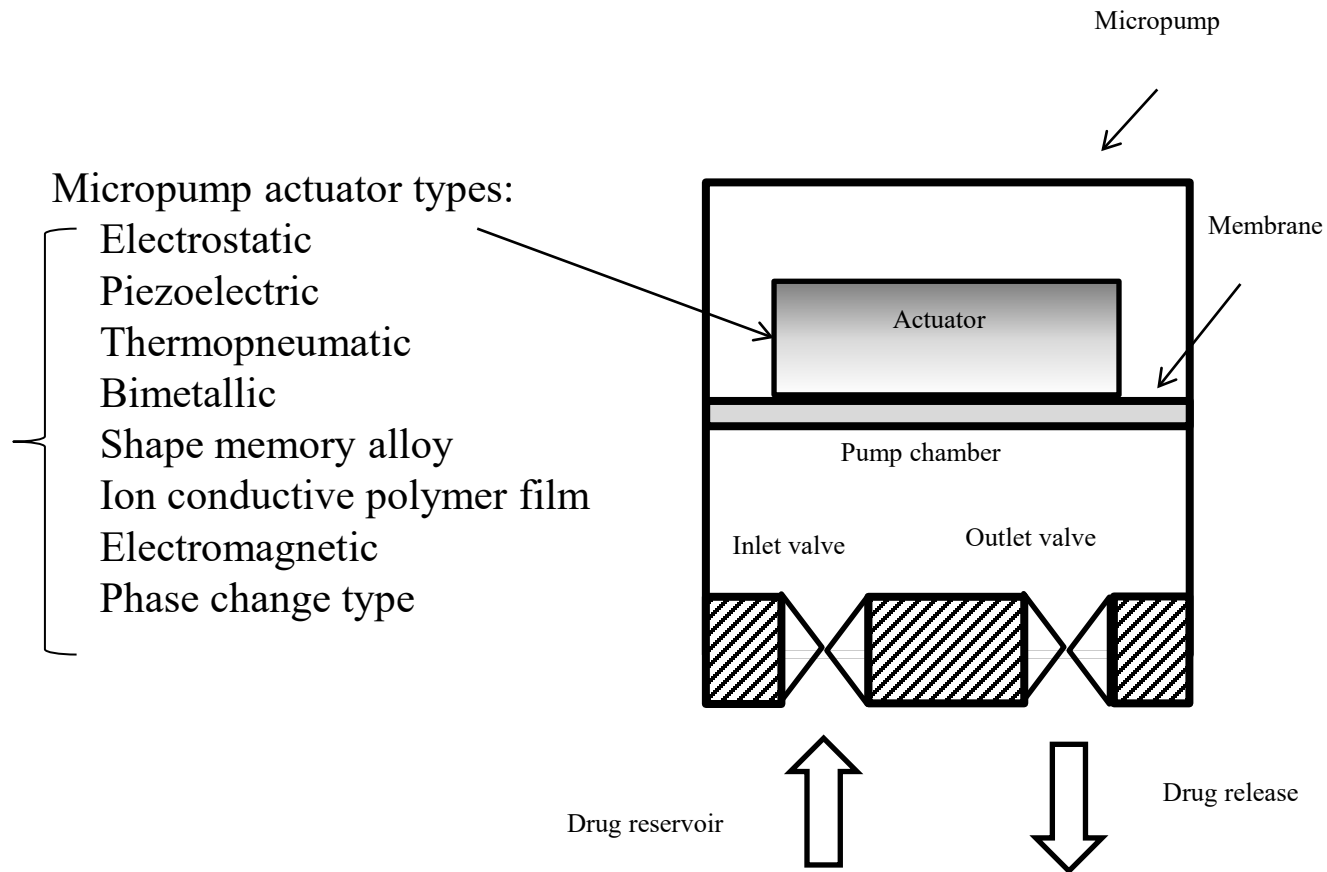 Micropump
Micropump actuator types:
Electrostatic
Piezoelectric
Thermopneumatic
Bimetallic
Shape memory alloy
Ion conductive polymer film
Electromagnetic
Phase change type
Membrane
Actuator
Pump chamber
Inlet valve
Outlet valve
Drug reservoir
Drug release